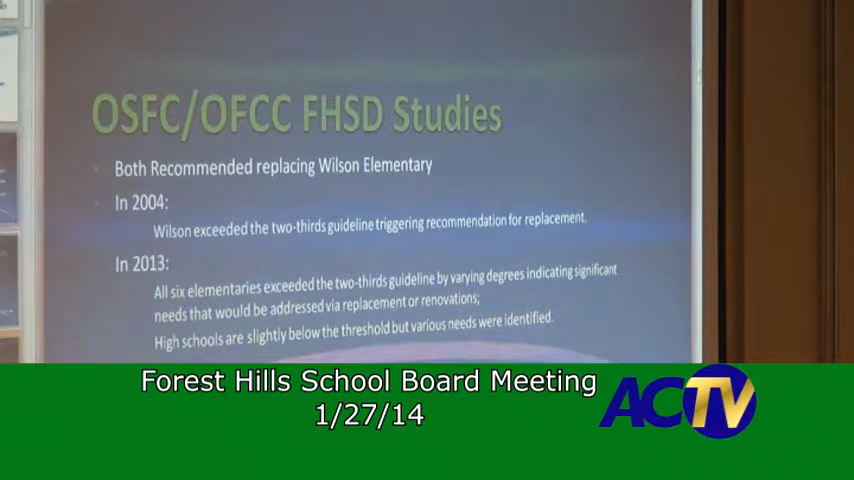 OSFC/OFCC FHSD Studies
Both Recommended replacing Wilson Elementary
In 2004:
Wilson exceeded the two-thirds guideline triggering recommendation for replacement.
In 2013:
All six elementaries exceeded the two-thirds guideline by varying degrees indicating significant
needs that would be addressed via replacement or renovations;
High schools are slightly below the threshold but various needs were identified.
Forest Hills School Board Meeting
1/27/14
ACTV